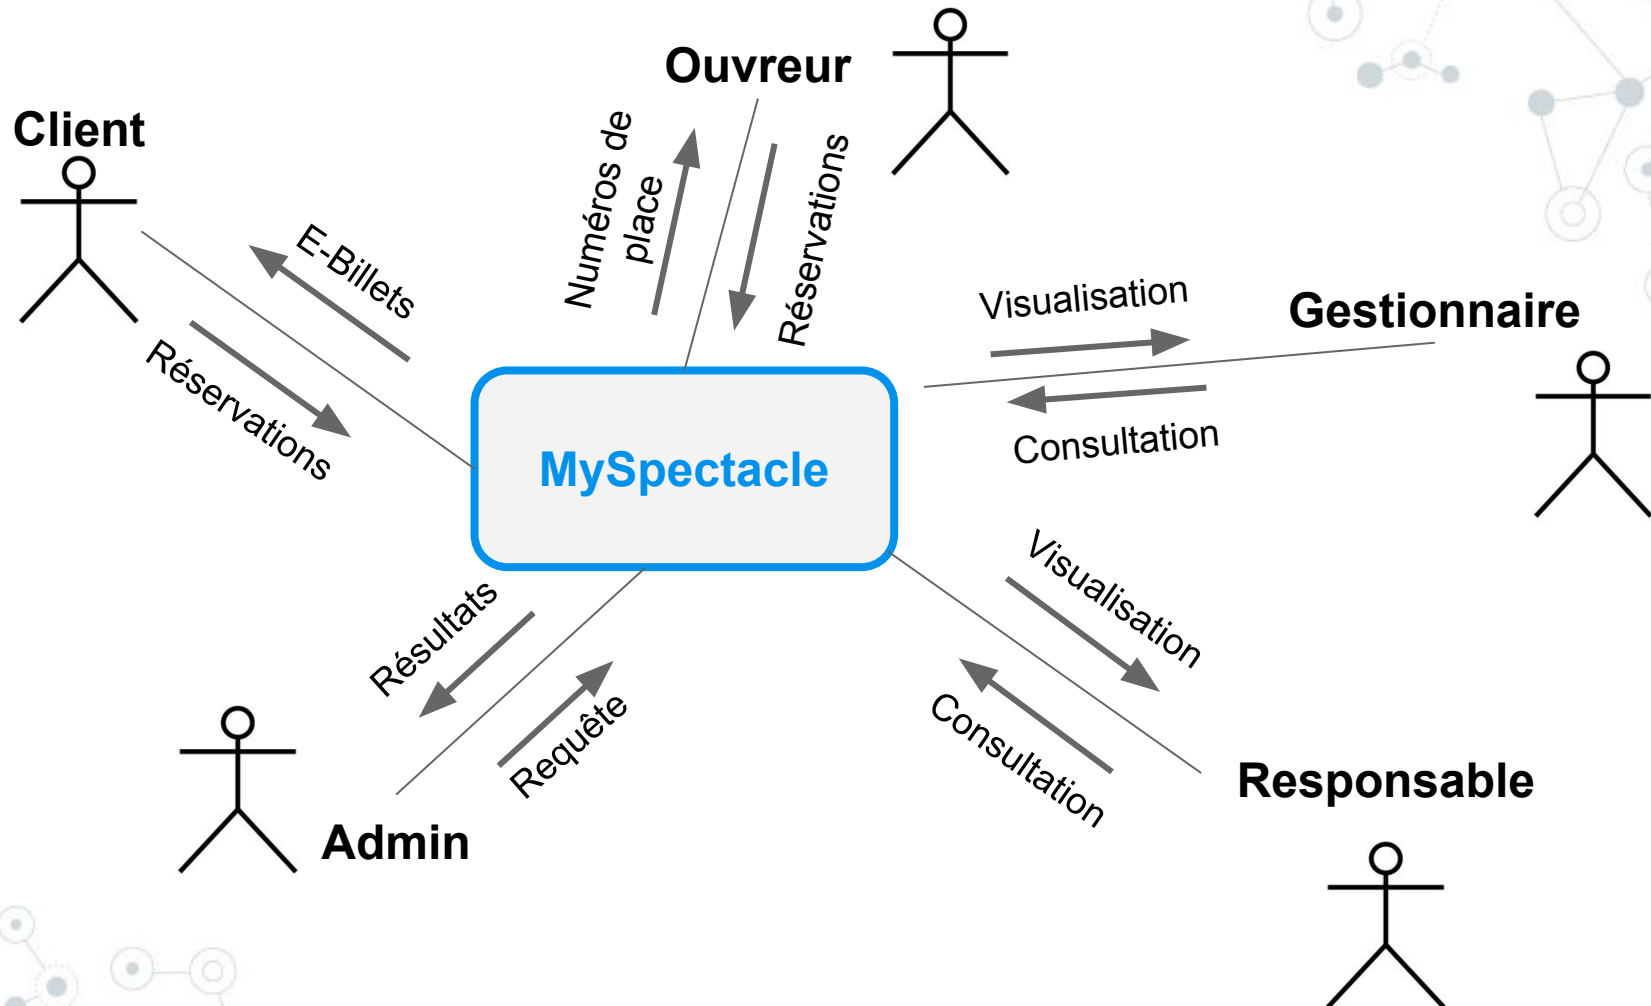 Ouvreur
Client
Numéros de
place
Réservations
E-Billets
Réservations
Visualisation
Gestionnaire
Consultation
MySpectacle
Visualisation
Résultats
Requête
Consultation
Responsable
Admin